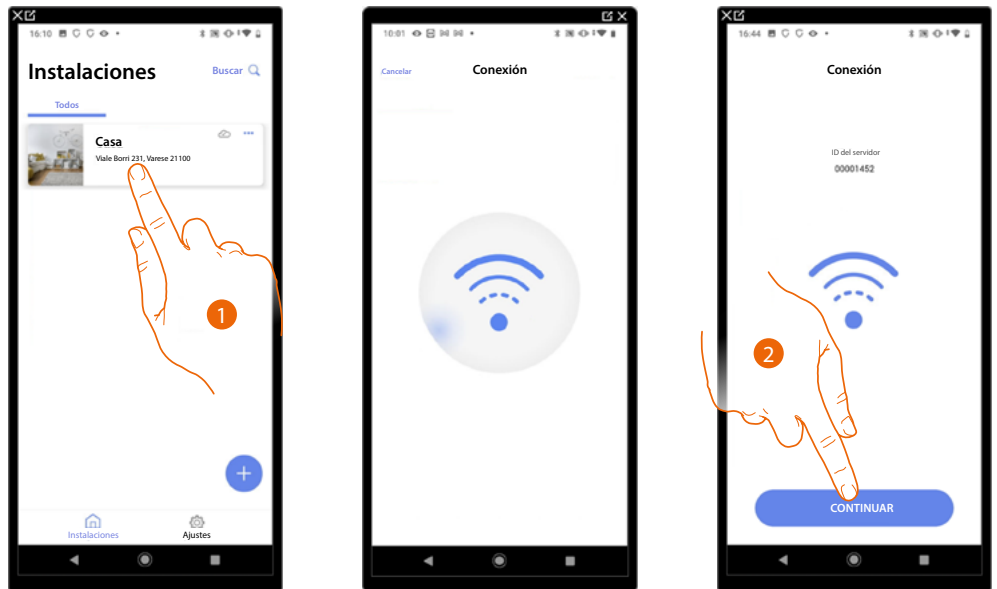 16:10
Instalaciones
Buscar
Todos
Casa
Viale Borri 231, Varese 21100
1
Instalaciones
Ajustes
10:01
Cancelar
Conexión
16:44
Conexión
ID del servidor
00001452
2
CONTINUAR